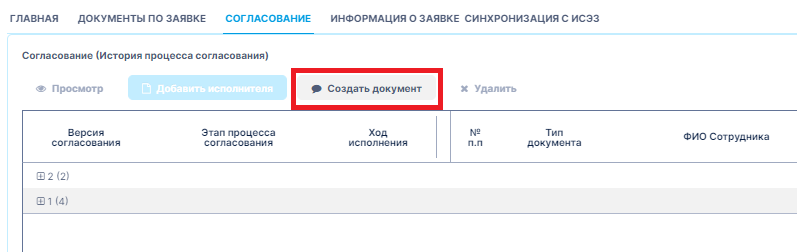 ГЛАВНАЯ ДОКУМЕНТЫ ПО ЗАЯВКЕ СОГЛАСОВАНИЕ ИНФОРМАЦИЯ О ЗАЯВКЕ СИНХРОНИЗАЦИЯ С ИСЭЗ
Согласование (История процесса согласования)
Просмотр Добавить исполнителя Создать документ Удалить
Версия согласования Этап процесса согласования Ход исполнения № п.п Тип документа ФИО Сотрудника
2 (2)
1 (4)